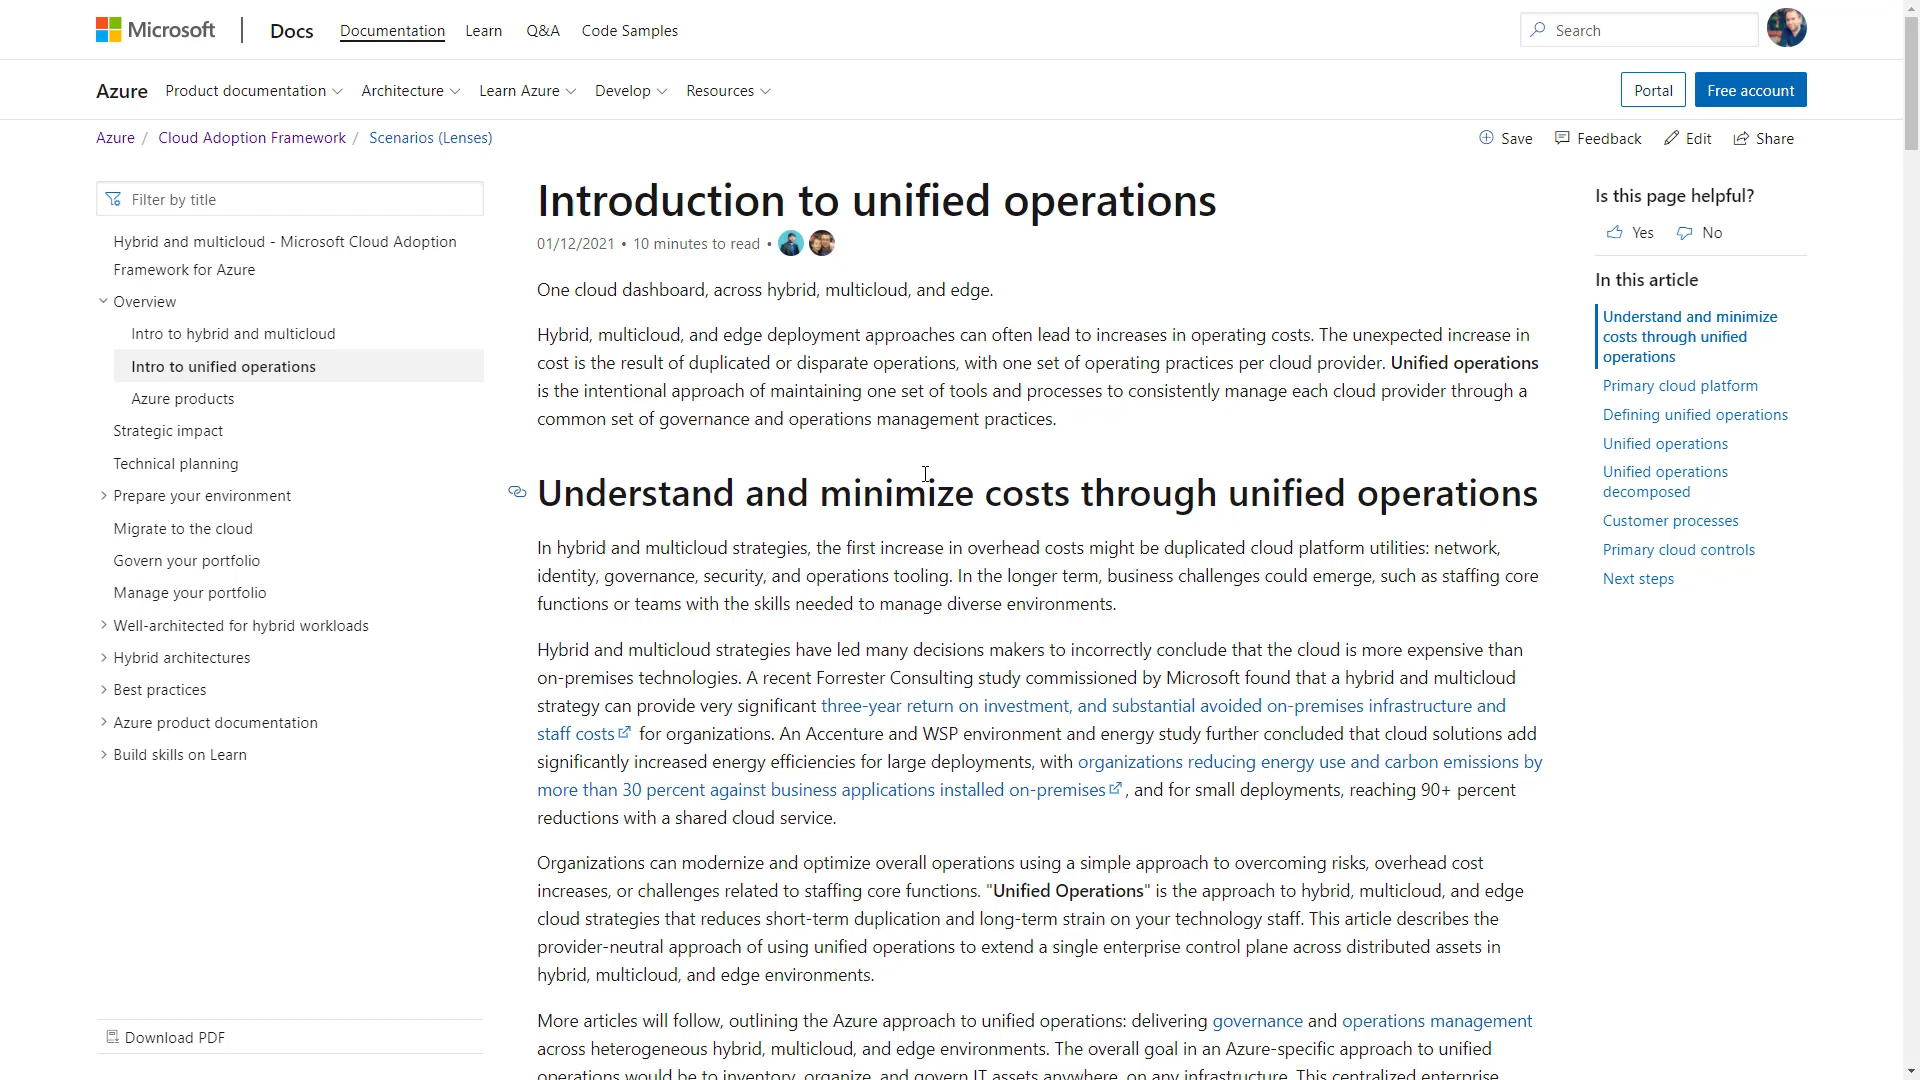 Microsoft
Docs
Documentation
Learn
Q&A
Code Samples
Search
Azure
Product documentation
Architecture
Learn Azure
Develop
Resources
Portal
Free account
Azure / Cloud Adoption Framework / Scenarios (Lenses)
Save
Feedback
Edit
Share
Filter by title
Hybrid and multicloud - Microsoft Cloud Adoption
Framework for Azure
Overview
Intro to hybrid and multicloud
Intro to unified operations
Azure products
Strategic impact
Technical planning
Prepare your environment
Migrate to the cloud
Govern your portfolio
Manage your portfolio
Well-architected for hybrid workloads
Hybrid architectures
Best practices
Azure product documentation
Build skills on Learn
Download PDF
Introduction to unified operations
01/12/2021 • 10 minutes to read •
One cloud dashboard, across hybrid, multicloud, and edge.
Hybrid, multicloud, and edge deployment approaches can often lead to increases in operating costs. The unexpected increase in
cost is the result of duplicated or disparate operations, with one set of operating practices per cloud provider. Unified operations
is the intentional approach of maintaining one set of tools and processes to consistently manage each cloud provider through a
common set of governance and operations management practices.
Understand and minimize costs through unified operations
In hybrid and multicloud strategies, the first increase in overhead costs might be duplicated cloud platform utilities: network,
identity, governance, security, and operations tooling. In the longer term, business challenges could emerge, such as staffing core
functions or teams with the skills needed to manage diverse environments.
Hybrid and multicloud strategies have led many decisions makers to incorrectly conclude that the cloud is more expensive than
on-premises technologies. A recent Forrester Consulting study commissioned by Microsoft found that a hybrid and multicloud
strategy can provide very significant three-year return on investment, and substantial avoided on-premises infrastructure and
staff costs for organizations. An Accenture and WSP environment and energy study further concluded that cloud solutions add
significantly increased energy efficiencies for large deployments, with organizations reducing energy use and carbon emissions by
more than 30 percent against business applications installed on-premises , and for small deployments, reaching 90+ percent
reductions with a shared cloud service.
Organizations can modernize and optimize overall operations using a simple approach to overcoming risks, overhead cost
increases, or challenges related to staffing core functions. "Unified Operations" is the approach to hybrid, multicloud, and edge
cloud strategies that reduces short-term duplication and long-term strain on your technology staff. This article describes the
provider-neutral approach of using unified operations to extend a single enterprise control plane across distributed assets in
hybrid, multicloud, and edge environments.
More articles will follow, outlining the Azure approach to unified operations: delivering governance and operations management
across heterogeneous hybrid, multicloud, and edge environments. The overall goal in an Azure-specific approach to unified
operations would be to inventory, organize, and govern IT assets anywhere, on any infrastructure. This centralized enterprise
Is this page helpful?
Yes
No
In this article
Understand and minimize
costs through unified
operations
Primary cloud platform
Defining unified operations
Unified operations
Unified operations
decomposed
Customer processes
Primary cloud controls
Next steps